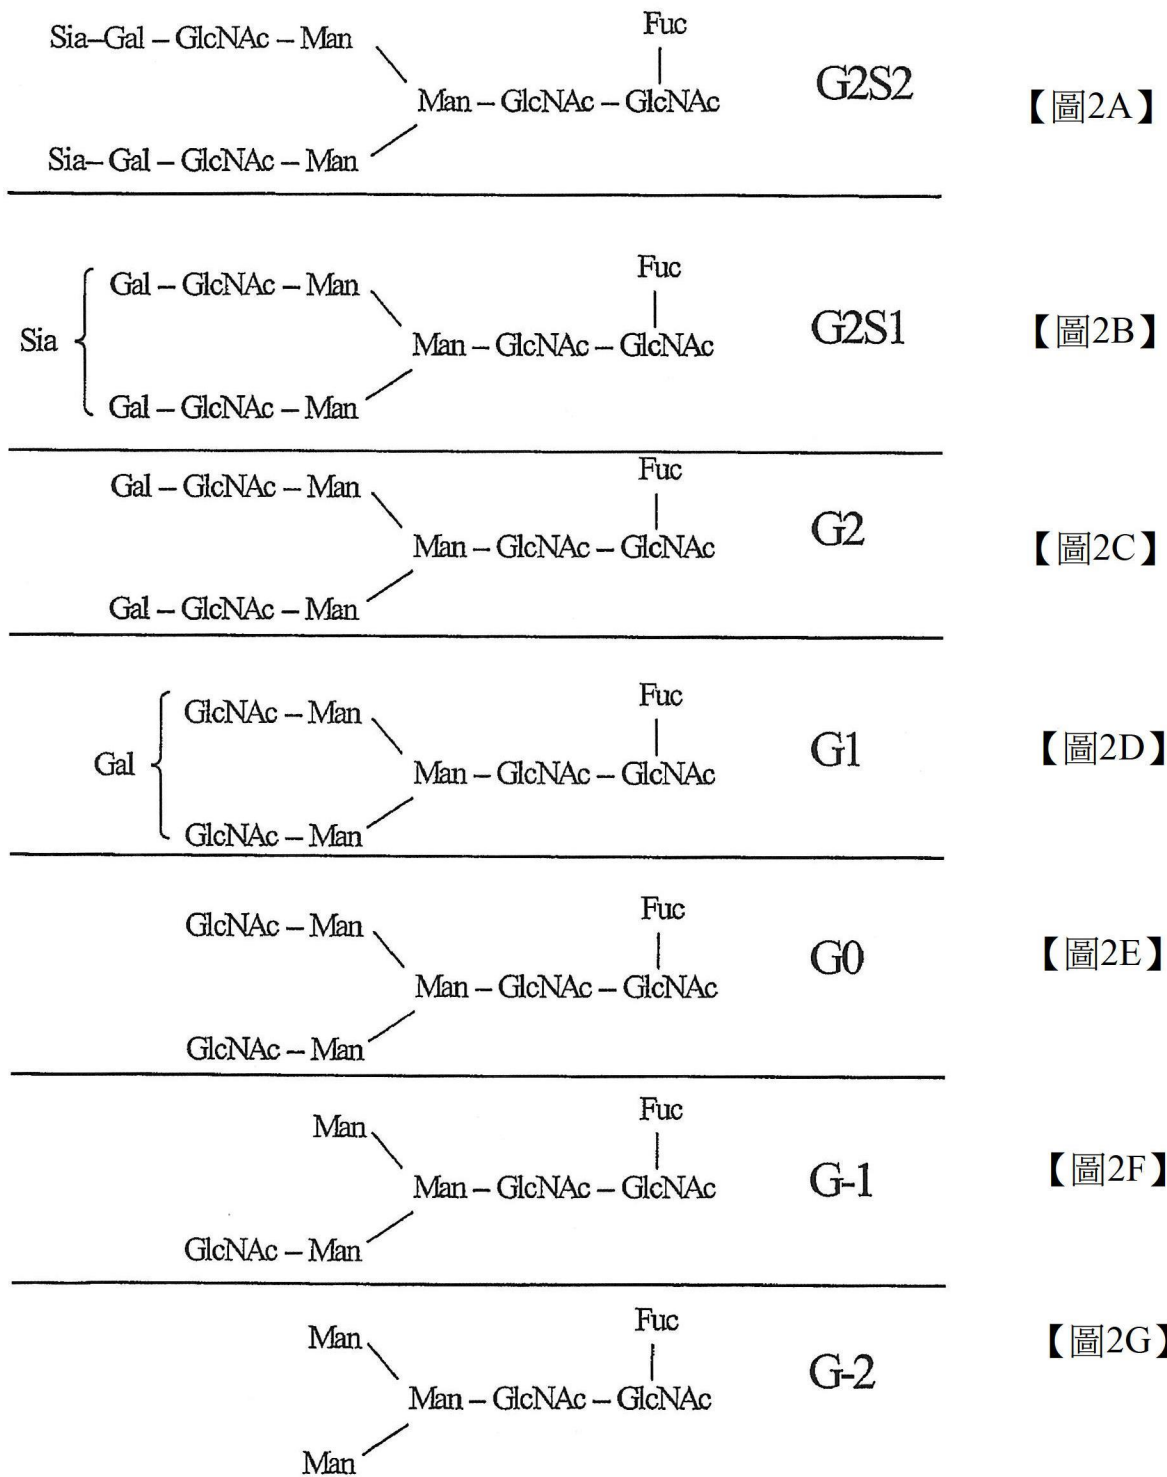 Fuc
Sia–Gal – GlcNAc – Man
Man – GlcNAc – GlcNAc G2S2 【圖2A】
Sia– Gal – GlcNAc – Man
Fuc
Gal – GlcNAc – Man
Sia { Man – GlcNAc – GlcNAc G2S1 【圖2B】
Gal – GlcNAc – Man
Fuc
Gal – GlcNAc – Man
Man – GlcNAc – GlcNAc G2 【圖2C】
Gal – GlcNAc – Man
Fuc
GlcNAc – Man
Gal { Man – GlcNAc – GlcNAc G1 【圖2D】
GlcNAc – Man
Fuc
GlcNAc – Man
Man – GlcNAc – GlcNAc G0 【圖2E】
GlcNAc – Man
Fuc
Man
Man – GlcNAc – GlcNAc G-1 【圖2F】
GlcNAc – Man
Fuc
Man
Man – GlcNAc – GlcNAc G-2 【圖2G】
Man